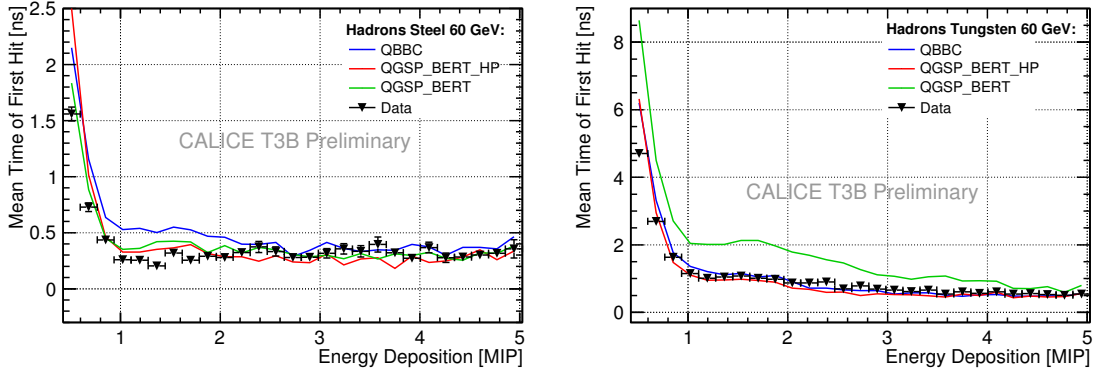 Mean Time of First Hit [ns]
2.5
2
1.5
1
0.5
0
Hadrons Steel 60 GeV:
QBBC
QGSP_BERT_HP
QGSP_BERT
Data
CALICE T3B Preliminary
1 2 3 4 5
Energy Deposition [MIP]
Mean Time of First Hit [ns]
8
6
4
2
0
Hadrons Tungsten 60 GeV:
QBBC
QGSP_BERT_HP
QGSP_BERT
Data
CALICE T3B Preliminary
1 2 3 4 5
Energy Deposition [MIP]